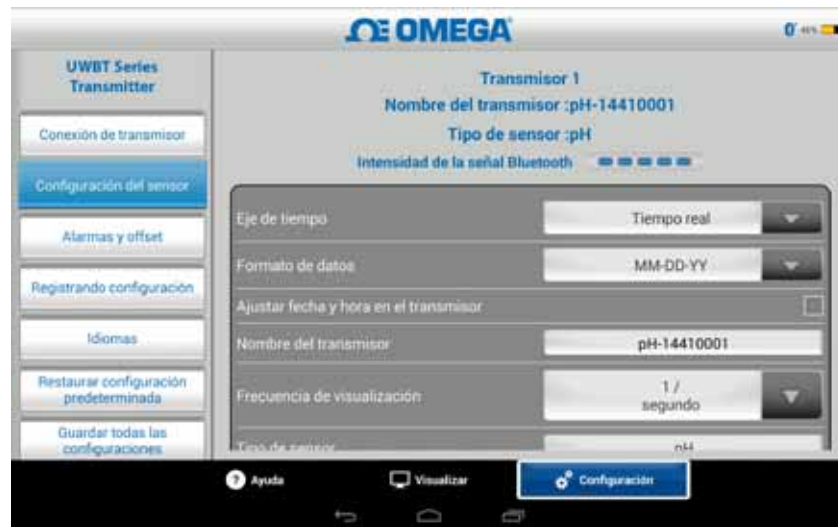 OMEGA
UWBT Series
Transmitter
Conexión de transmisor
Configuración del sensor
Alarmas y offset
Registrando configuración
Idiomas
Restaurar configuración
predeterminada
Guardar todas las
configuraciones
Transmisor 1
Nombre del transmisor :pH-14410001
Tipo de sensor :pH
Intensidad de la señal Bluetooth
Eje de tiempo
Tiempo real
Formato de datos
MM-DD-YY
Ajustar fecha y hora en el transmisor
Nombre del transmisor
pH-14410001
Frecuencia de visualización
1 /
segundo
Tipo de sensor
pH
Ayuda
Visualizar
Configuración